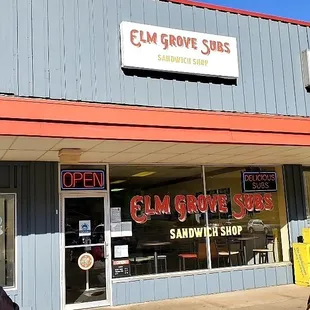 ELM GROVE SUBS
SANDWICH SHOP
OPEN
DELICIOUS
SUBS
ELM GROVE SUBS
SANDWICH SHOP